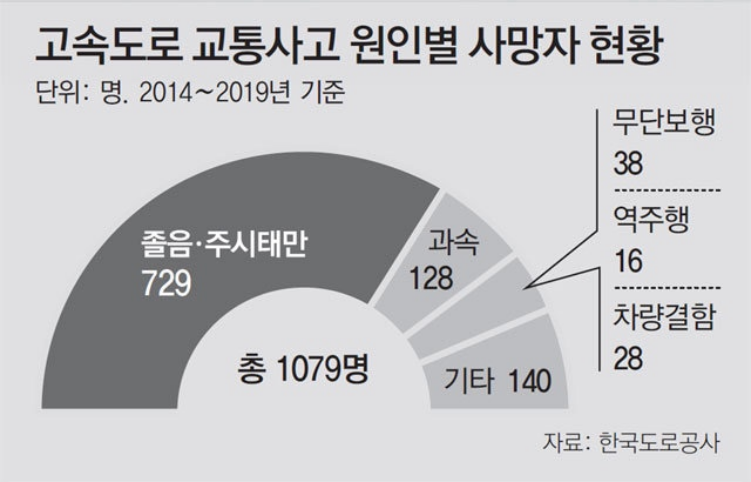 고속도로 교통사고 원인별 사망자 현황
단위: 명. 2014~2019년 기준
졸음·주시태만
729
과속
128
무단보행
38
역주행
16
차량결함
28
기타 140
총 1079명
자료: 한국도로공사